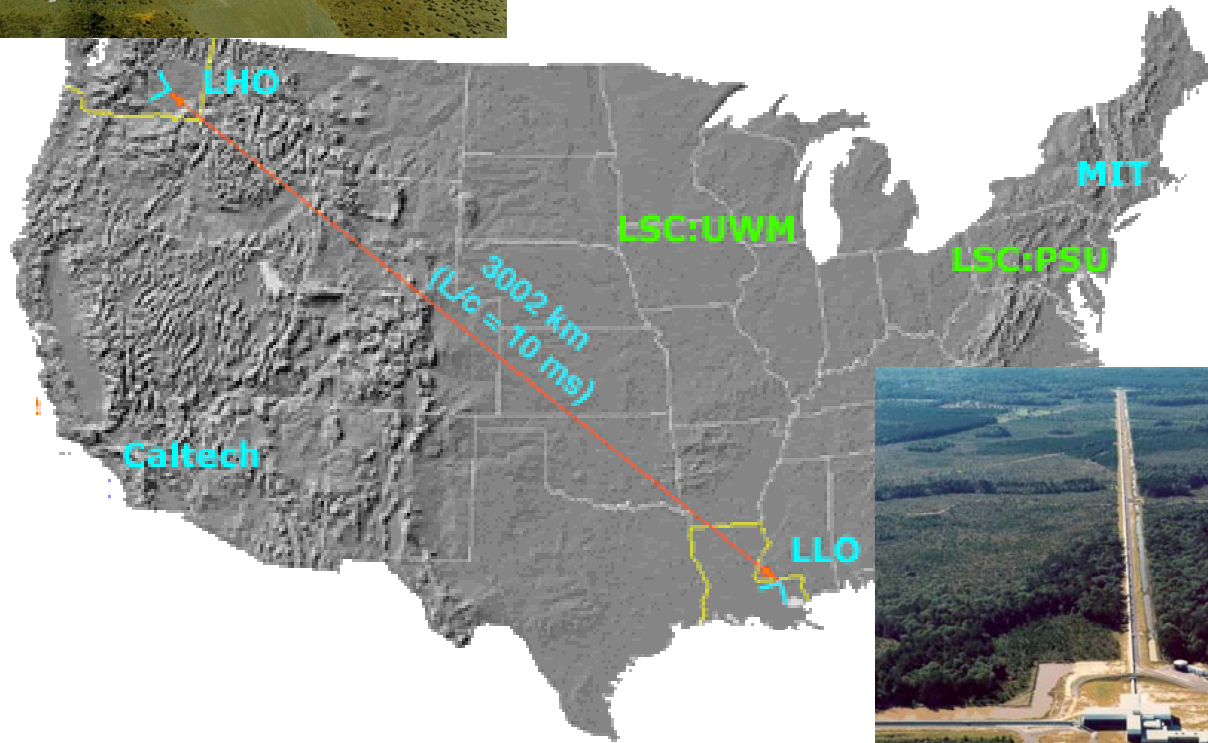 LHO
MIT
LSC:UWM
LSC:PSU
3002 km
(L/c = 10 ms)
Caltech
LLO